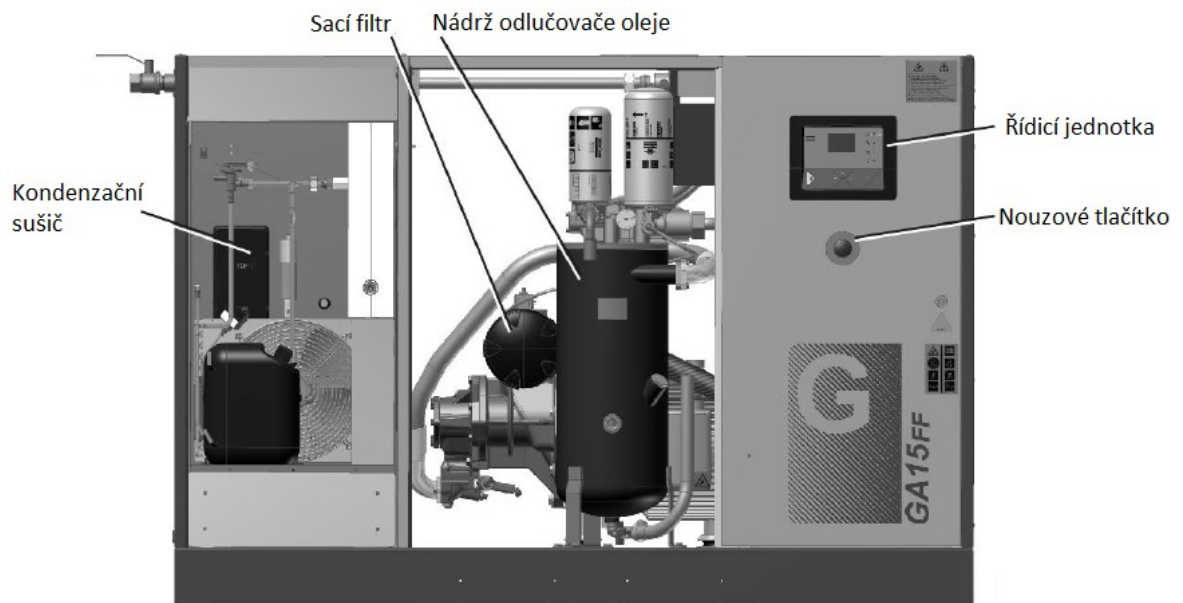 Sací filtr
Nádrž odlučovače oleje
Řídicí jednotka
Kondenzační
sušič
Nouzové tlačítko
G
GA15FF